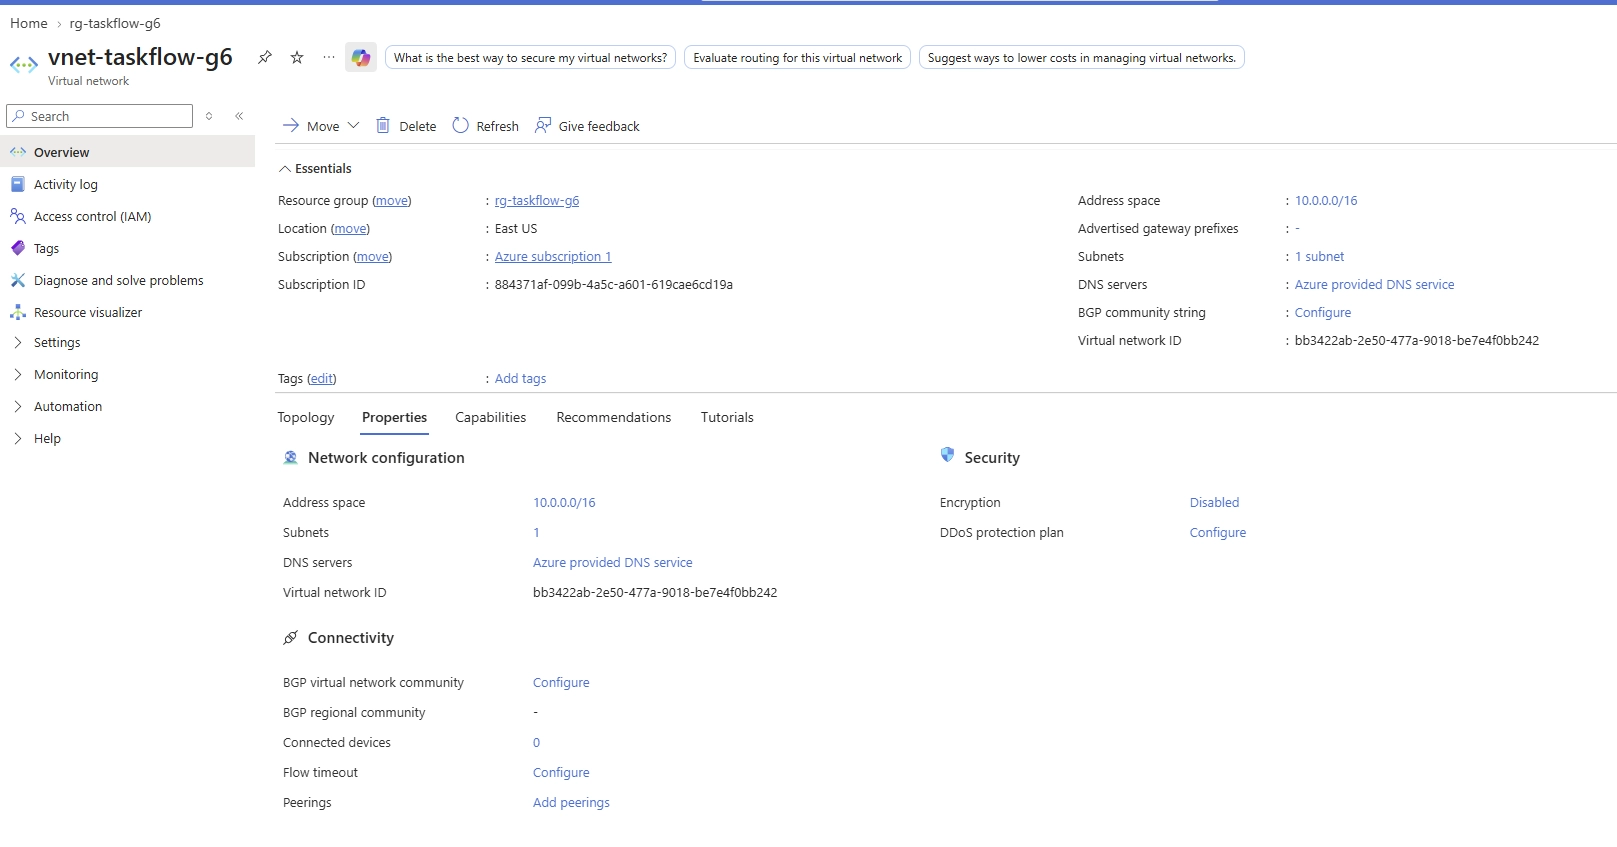 Home > rg-taskflow-g6
vnet-taskflow-g6
Virtual network
What is the best way to secure my virtual networks?
Evaluate routing for this virtual network
Suggest ways to lower costs in managing virtual networks.
Search
Overview
Activity log
Access control (IAM)
Tags
Diagnose and solve problems
Resource visualizer
Settings
Monitoring
Automation
Help
Move
Delete
Refresh
Give feedback
Essentials
Resource group (move) : rg-taskflow-g6
Location (move) : East US
Subscription (move) : Azure subscription 1
Subscription ID : 884371af-099b-4a5c-a601-619cae6cd19a
Address space : 10.0.0.0/16
Advertised gateway prefixes : -
Subnets : 1 subnet
DNS servers : Azure provided DNS service
BGP community string : Configure
Virtual network ID : bb3422ab-2e50-477a-9018-be7e4f0bb242
Tags (edit) : Add tags
Topology Properties Capabilities Recommendations Tutorials
Network configuration
Address space 10.0.0.0/16
Subnets 1
DNS servers Azure provided DNS service
Virtual network ID bb3422ab-2e50-477a-9018-be7e4f0bb242
Connectivity
BGP virtual network community Configure
BGP regional community -
Connected devices 0
Flow timeout Configure
Peerings Add peerings
Security
Encryption Disabled
DDoS protection plan Configure